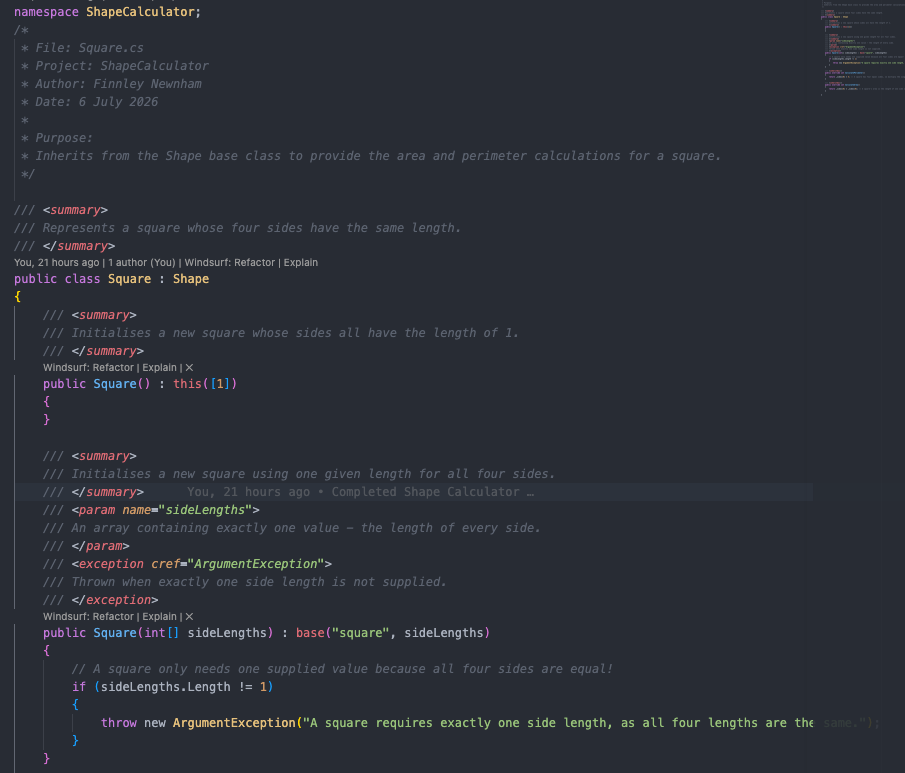 namespace ShapeCalculator;
/*
 * File: Square.cs
 * Project: ShapeCalculator
 * Author: Finnley Newnham
 * Date: 6 July 2026
 *
 * Purpose:
 * Inherits from the Shape base class to provide the area and perimeter calculations for a square.
 */

/// <summary>
/// Represents a square whose four sides have the same length.
/// </summary>
You, 21 hours ago | 1 author (You) | Windsurf: Refactor | Explain
public class Square : Shape
{
    /// <summary>
    /// Initialises a new square whose sides all have the length of 1.
    /// </summary>
    Windsurf: Refactor | Explain | ×
    public Square() : this([1])
    {
    }

    /// <summary>
    /// Initialises a new square using one given length for all four sides.
    /// </summary>      You, 21 hours ago • Completed Shape Calculator …
    /// <param name="sideLengths">
    /// An array containing exactly one value – the length of every side.
    /// </param>
    /// <exception cref="ArgumentException">
    /// Thrown when exactly one side length is not supplied.
    /// </exception>
    Windsurf: Refactor | Explain | ×
    public Square(int[] sideLengths) : base("square", sideLengths)
    {
        // A square only needs one supplied value because all four sides are equal!
        if (sideLengths.Length != 1)
        {
            throw new ArgumentException("A square requires exactly one side length, as all four lengths are the same.");
        }
    }